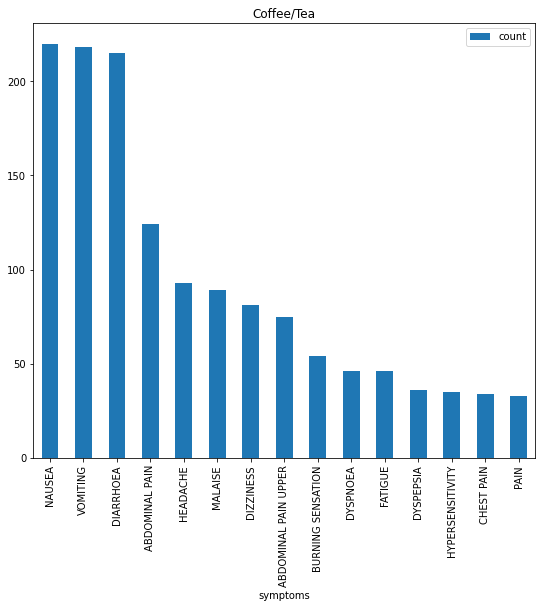 Coffee/Tea
count
200
150
100
50
0
NAUSEA
VOMITING
DIARRHOEA
ABDOMINAL PAIN
HEADACHE
MALAISE
DIZZINESS
ABDOMINAL PAIN UPPER
BURNING SENSATION
DYSPNOEA
FATIGUE
DYSPEPSIA
HYPERSENSITIVITY
CHEST PAIN
PAIN
symptoms